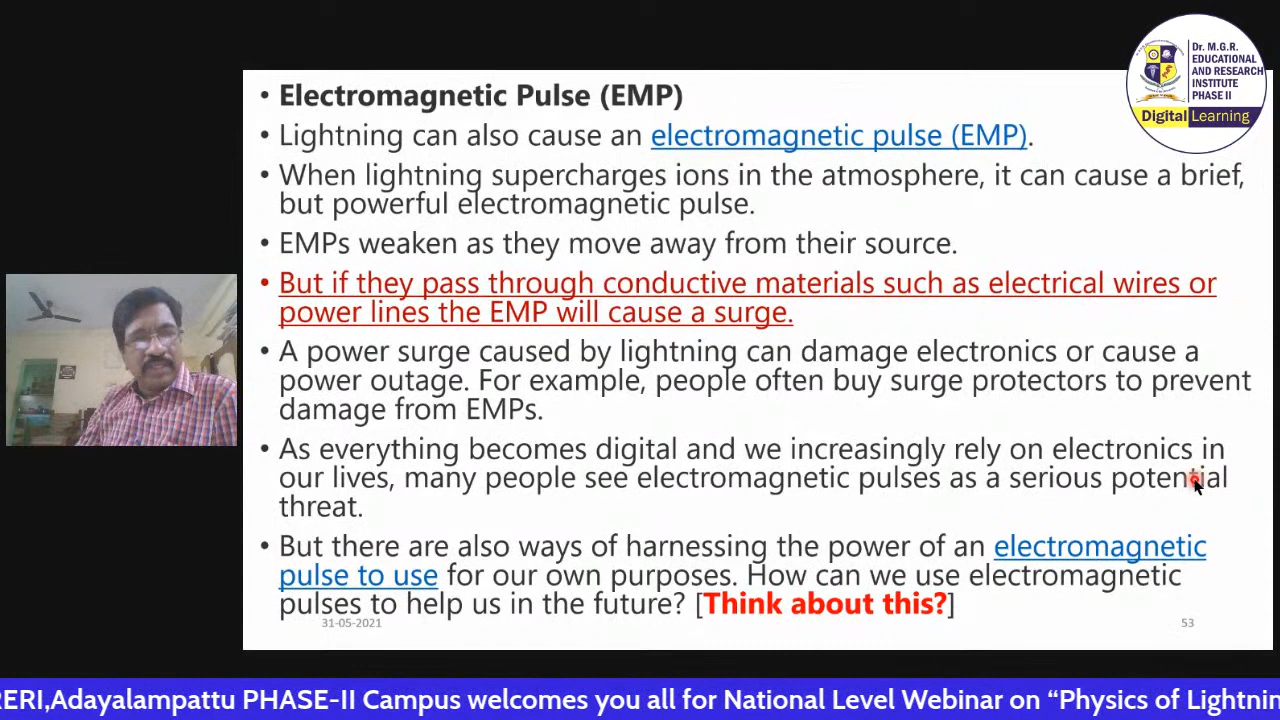 Dr. M.G.R.
EDUCATIONAL
AND RESEARCH
INSTITUTE
PHASE II
Digital Learning
• Electromagnetic Pulse (EMP)
• Lightning can also cause an electromagnetic pulse (EMP).
• When lightning supercharges ions in the atmosphere, it can cause a brief,
but powerful electromagnetic pulse.
• EMPs weaken as they move away from their source.
• But if they pass through conductive materials such as electrical wires or
power lines the EMP will cause a surge.
• A power surge caused by lightning can damage electronics or cause a
power outage. For example, people often buy surge protectors to prevent
damage from EMPs.
• As everything becomes digital and we increasingly rely on electronics in
our lives, many people see electromagnetic pulses as a serious potential
threat.
• But there are also ways of harnessing the power of an electromagnetic
pulse to use for our own purposes. How can we use electromagnetic
pulses to help us in the future? [Think about this?]
31-05-2021
53
RERI,Adayalampattu PHASE-II Campus welcomes you all for National Level Webinar on “Physics of Lightnin